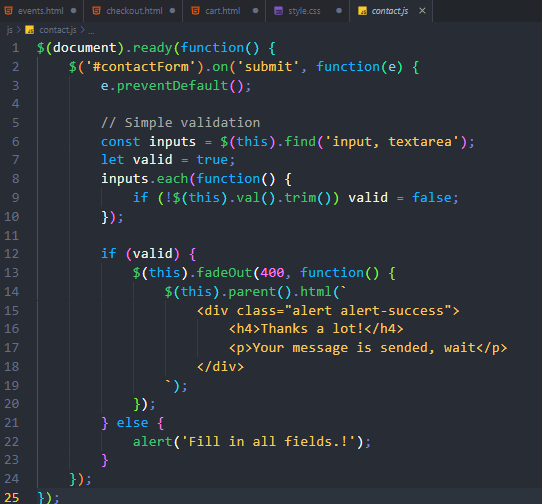 events.html checkout.html cart.html style.css contact.js
js > contact.js > ...
1 $(document).ready(function() {
2     $('#contactForm').on('submit', function(e) {
3         e.preventDefault();
4
5         // Simple validation
6         const inputs = $(this).find('input, textarea');
7         let valid = true;
8         inputs.each(function() {
9             if (!$(this).val().trim()) valid = false;
10         });
11
12         if (valid) {
13             $(this).fadeOut(400, function() {
14                 $(this).parent().html(`
15                     <div class="alert alert-success">
16                         <h4>Thanks a lot!</h4>
17                         <p>Your message is sended, wait</p>
18                     </div>
19                 `);
20             });
21         } else {
22             alert('Fill in all fields.!');
23         }
24     });
25 });